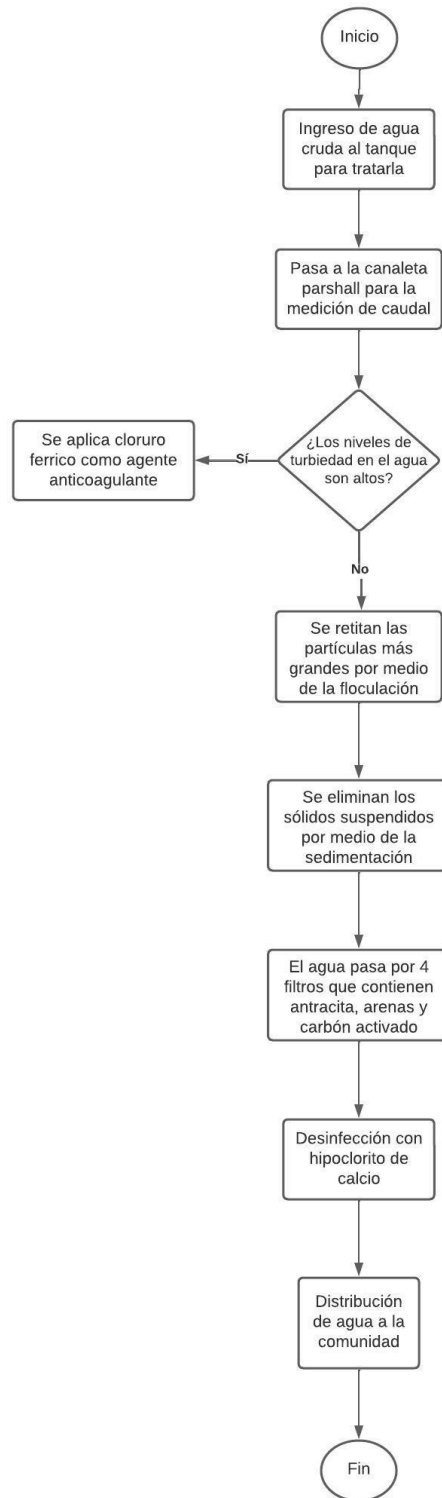 Inicio
Ingreso de agua
cruda al tanque
para tratarla
Pasa a la canaleta
parshall para la
medición de caudal
¿Los niveles de
turbiedad en el agua
son altos?
Sí
Se aplica cloruro
ferrico como agente
anticoagulante
No
Se retitan las
partículas más
grandes por medio
de la floculación
Se eliminan los
sólidos suspendidos
por medio de la
sedimentación
El agua pasa por 4
filtros que contienen
antracita, arenas y
carbón activado
Desinfección con
hipoclorito de
calcio
Distribución
de agua a la
comunidad
Fin